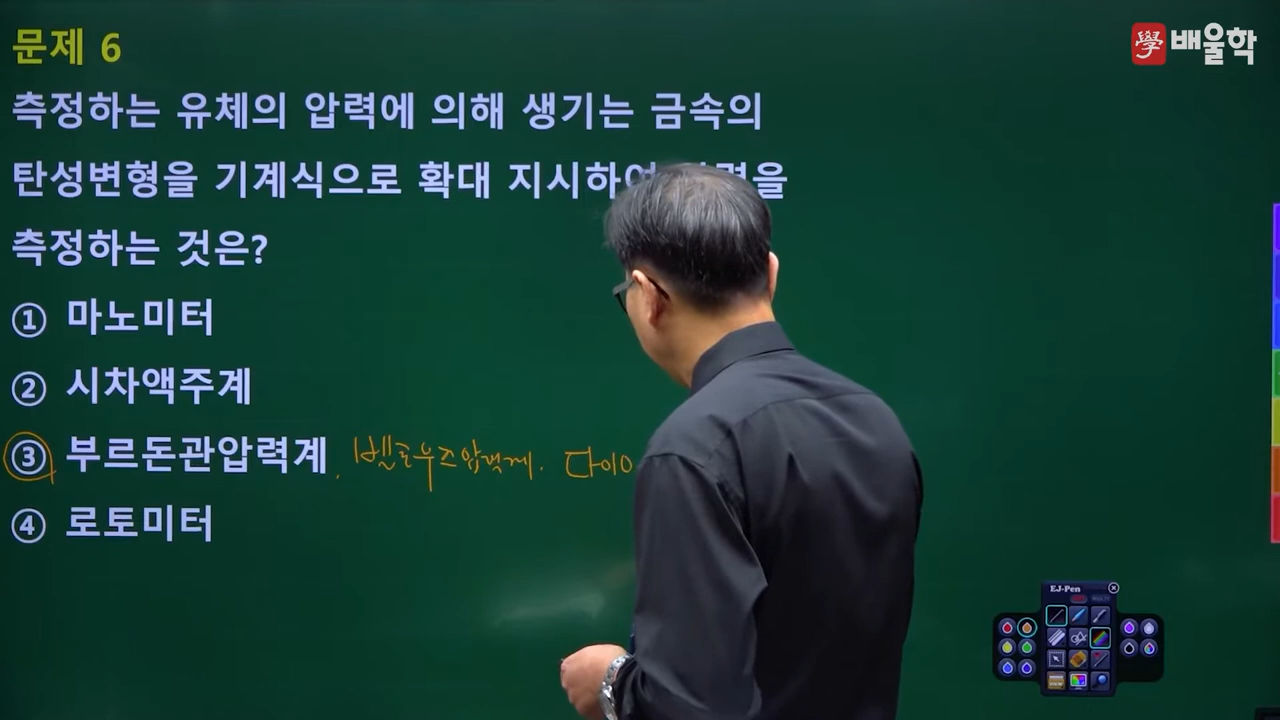 문제 6
學 배울학
측정하는 유체의 압력에 의해 생기는 금속의
탄성변형을 기계식으로 확대 지시하여 을
측정하는 것은?
① 마노미터
② 시차액주계
③ 부르돈관압력계, 벨로우즈압력계. 다이
④ 로토미터
EJ-Pen